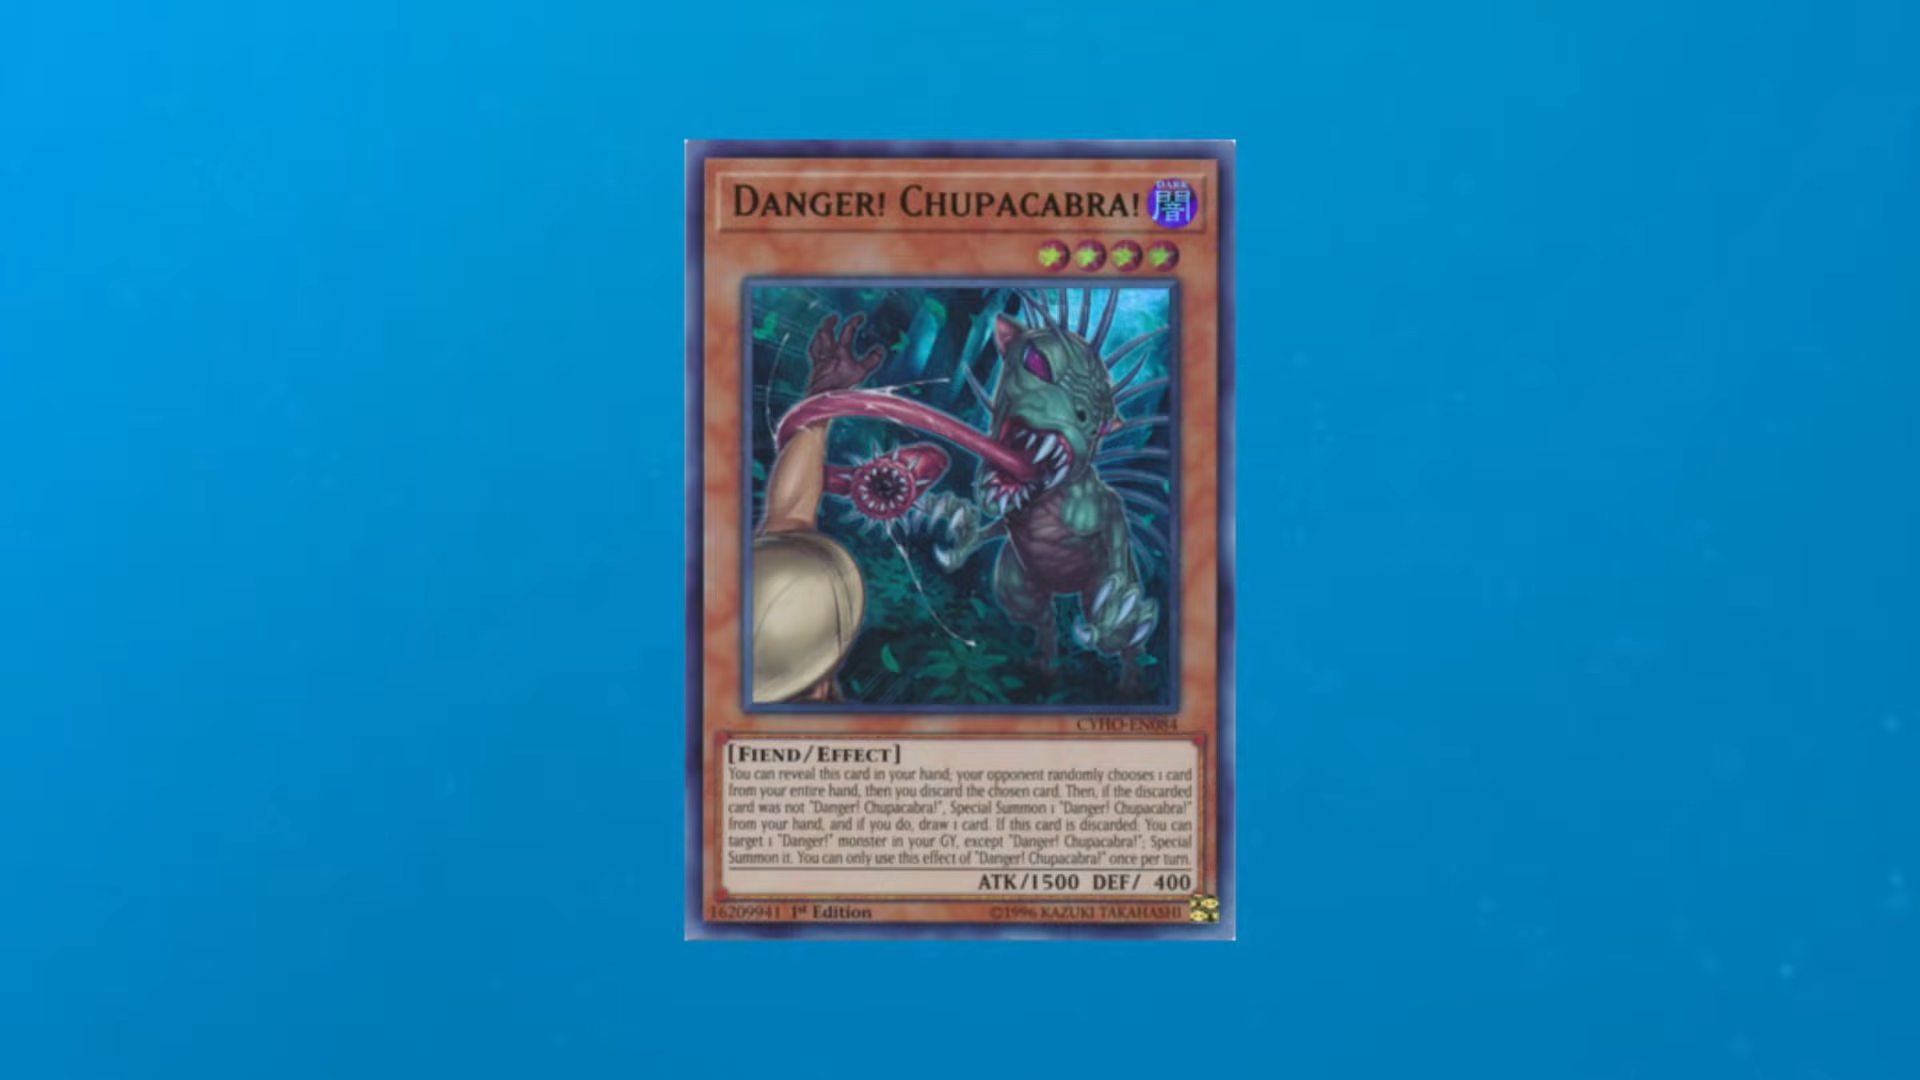 DANGER! CHUPACABRA!
DARK
闇
CYHO-EN084
[FIEND/EFFECT]
You can reveal this card in your hand; your opponent randomly chooses 1 card
from your entire hand, then you discard the chosen card. Then, if the discarded
card was not "Danger! Chupacabra!", Special Summon 1 "Danger! Chupacabra!"
from your hand, and if you do, draw 1 card. If this card is discarded: You can
target 1 "Danger!" monster in your GY, except "Danger! Chupacabra!"; Special
Summon it. You can only use this effect of "Danger! Chupacabra!" once per turn.
ATK/1500 DEF/ 400
16209941 1st Edition
©1996 KAZUKI TAKAHASHI